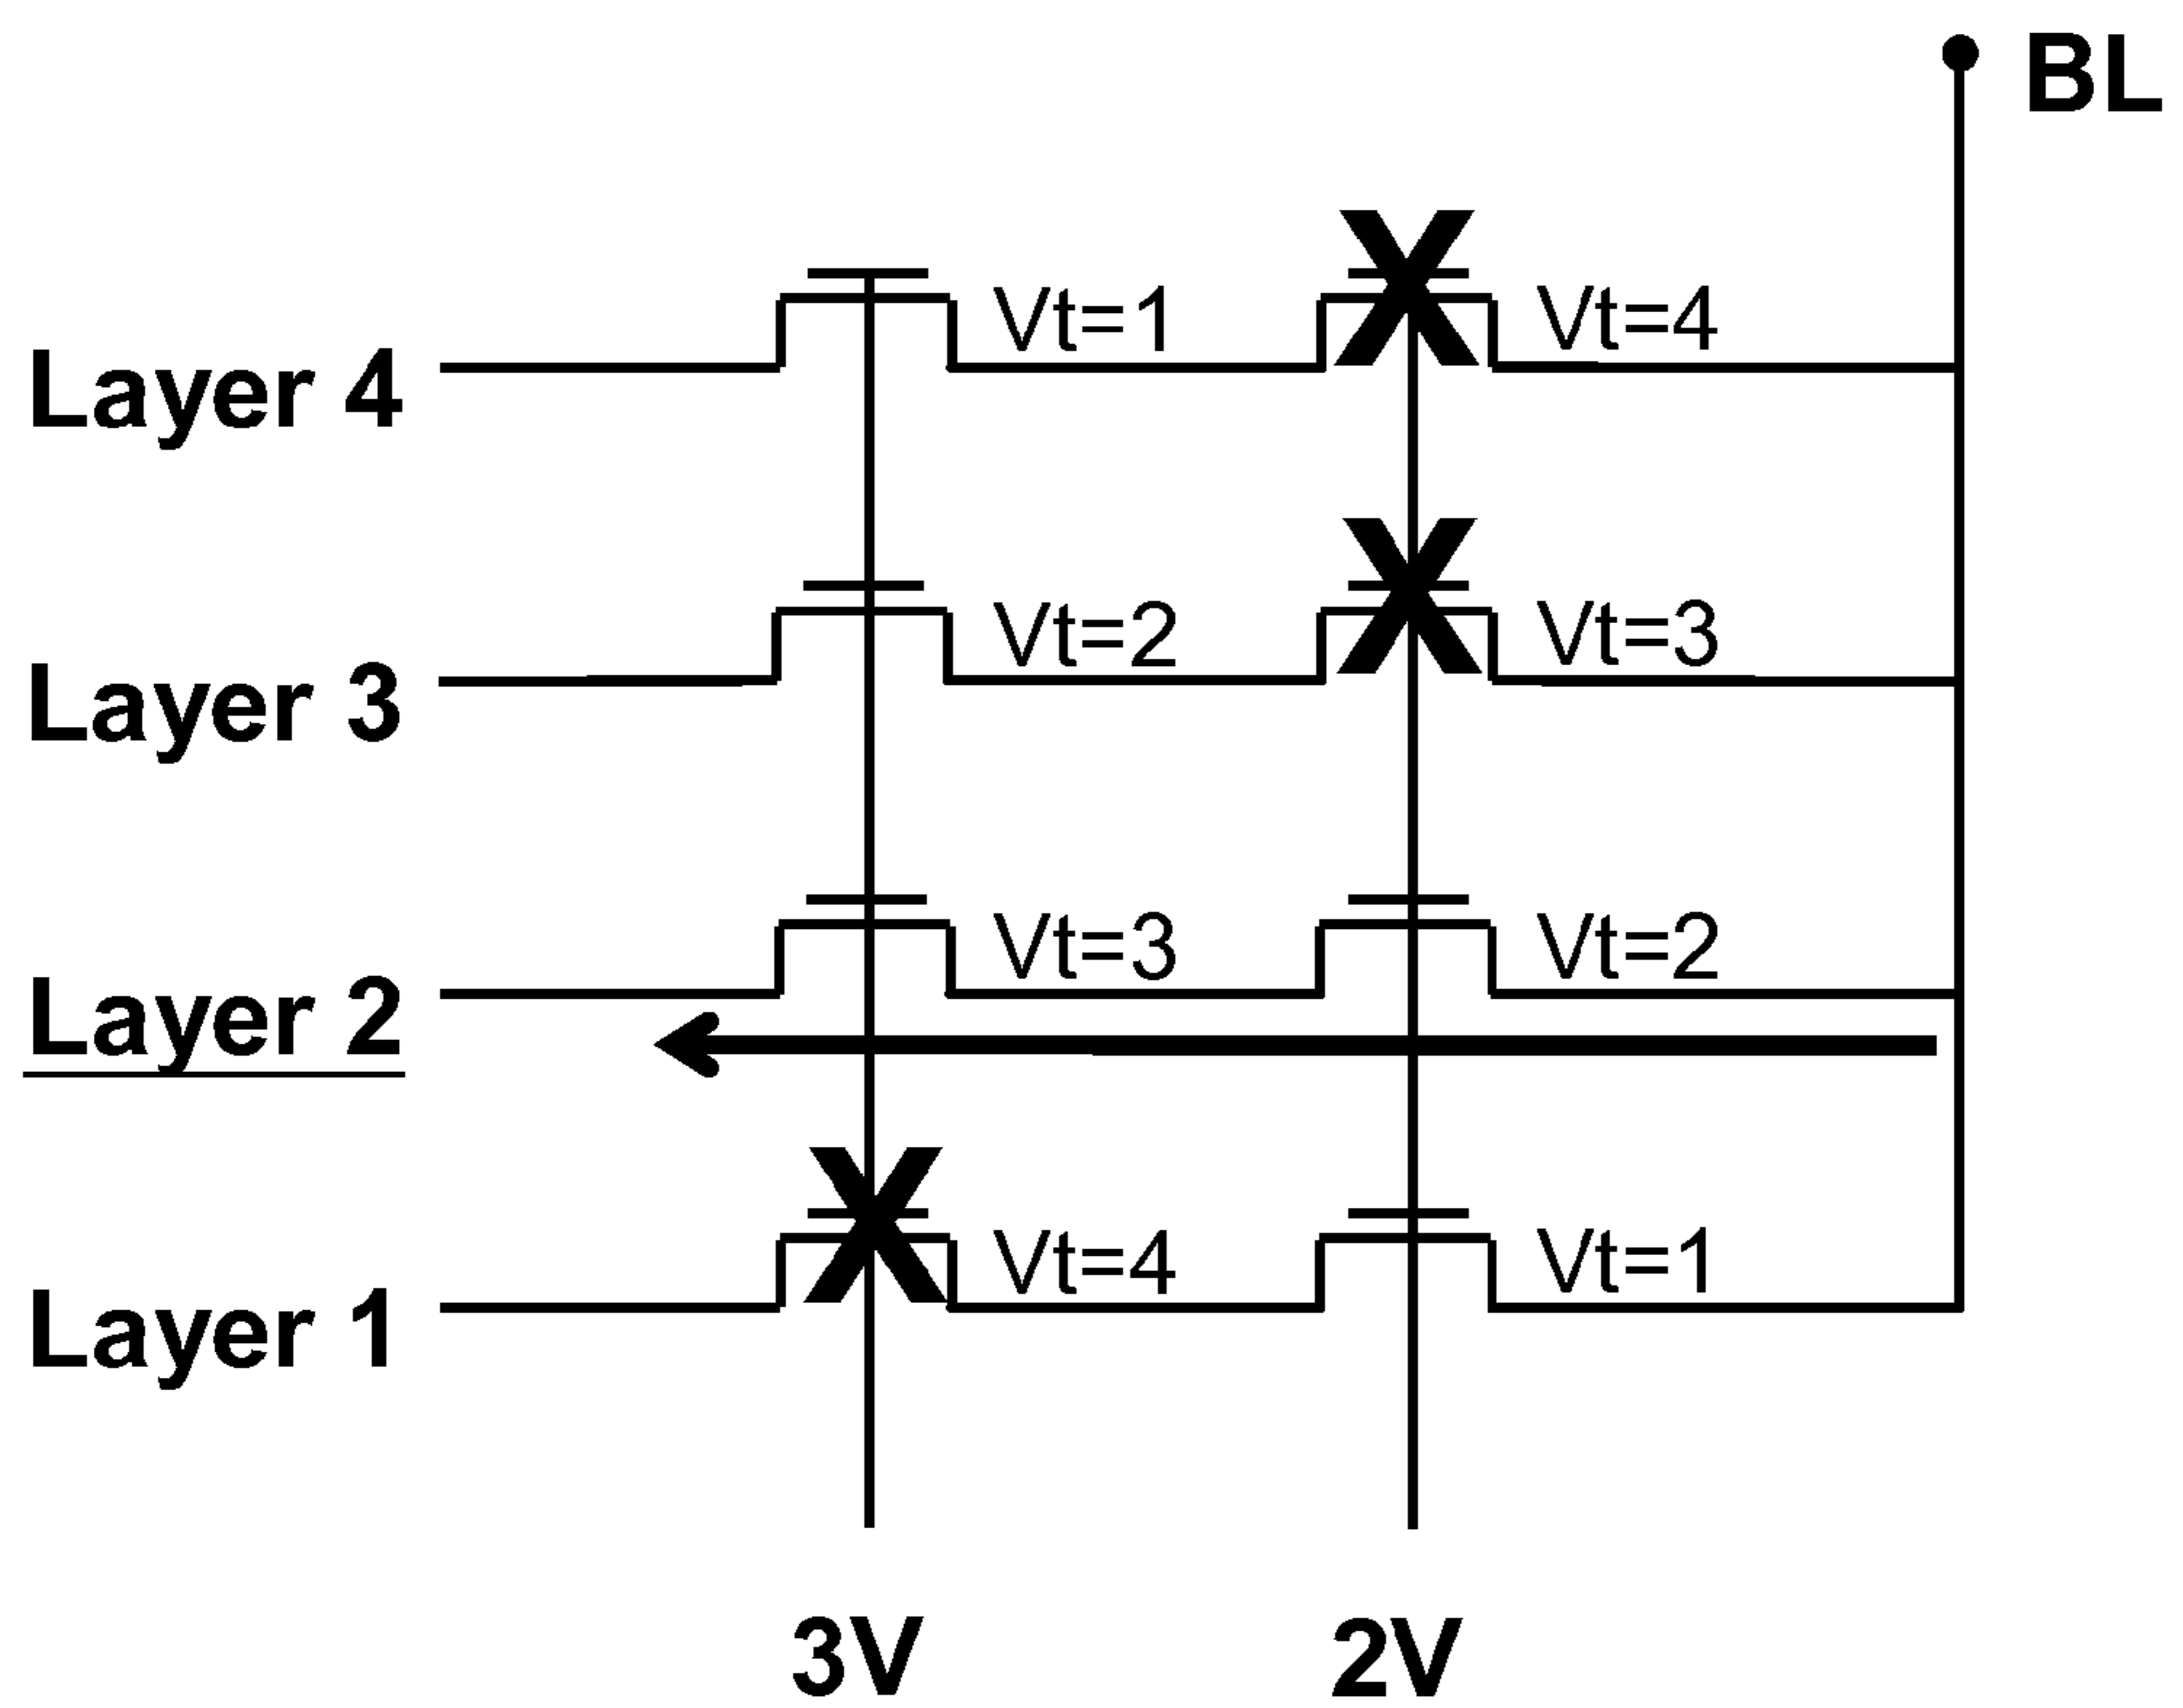 BL
Layer 4 Vt=1 X Vt=4
Layer 3 Vt=2 X Vt=3
Layer 2 Vt=3 Vt=2
Layer 1 X Vt=4 Vt=1
3V 2V